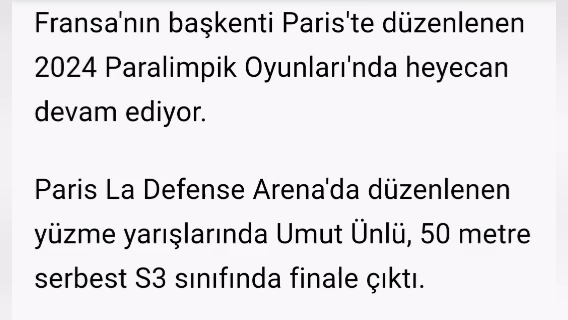 Fransa'nın başkenti Paris'te düzenlenen
2024 Paralimpik Oyunları'nda heyecan
devam ediyor.
Paris La Defense Arena'da düzenlenen
yüzme yarışlarında Umut Ünlü, 50 metre
serbest S3 sınıfında finale çıktı.